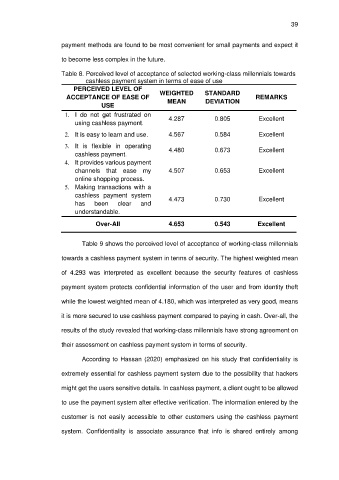 39
payment methods are found to be most convenient for small payments and expect it
to become less complex in the future.
Table 8. Perceived level of acceptance of selected working-class millennials towards
cashless payment system in terms of ease of use
PERCEIVED LEVEL OF ACCEPTANCE OF EASE OF USE WEIGHTED MEAN STANDARD DEVIATION REMARKS
1. I do not get frustrated on
using cashless payment. 4.287 0.805 Excellent
2. It is easy to learn and use. 4.567 0.584 Excellent
3. It is flexible in operating
cashless payment. 4.480 0.673 Excellent
4. It provides various payment
channels that ease my 4.507 0.653 Excellent
online shopping process.
5. Making transactions with a
cashless payment system
has been clear and 4.473 0.730 Excellent
understandable.
Over-All 4.653 0.543 Excellent
Table 9 shows the perceived level of acceptance of working-class millennials
towards a cashless payment system in terms of security. The highest weighted mean
of 4.293 was interpreted as excellent because the security features of cashless
payment system protects confidential information of the user and from identity theft
while the lowest weighted mean of 4.180, which was interpreted as very good, means
it is more secured to use cashless payment compared to paying in cash. Over-all, the
results of the study revealed that working-class millennials have strong agreement on
their assessment on cashless payment system in terms of security.
According to Hassan (2020) emphasized on his study that confidentiality is
extremely essential for cashless payment system due to the possibility that hackers
might get the users sensitive details. In cashless payment, a client ought to be allowed
to use the payment system after effective verification. The information entered by the
customer is not easily accessible to other customers using the cashless payment
system. Confidentiality is associate assurance that info is shared entirely among